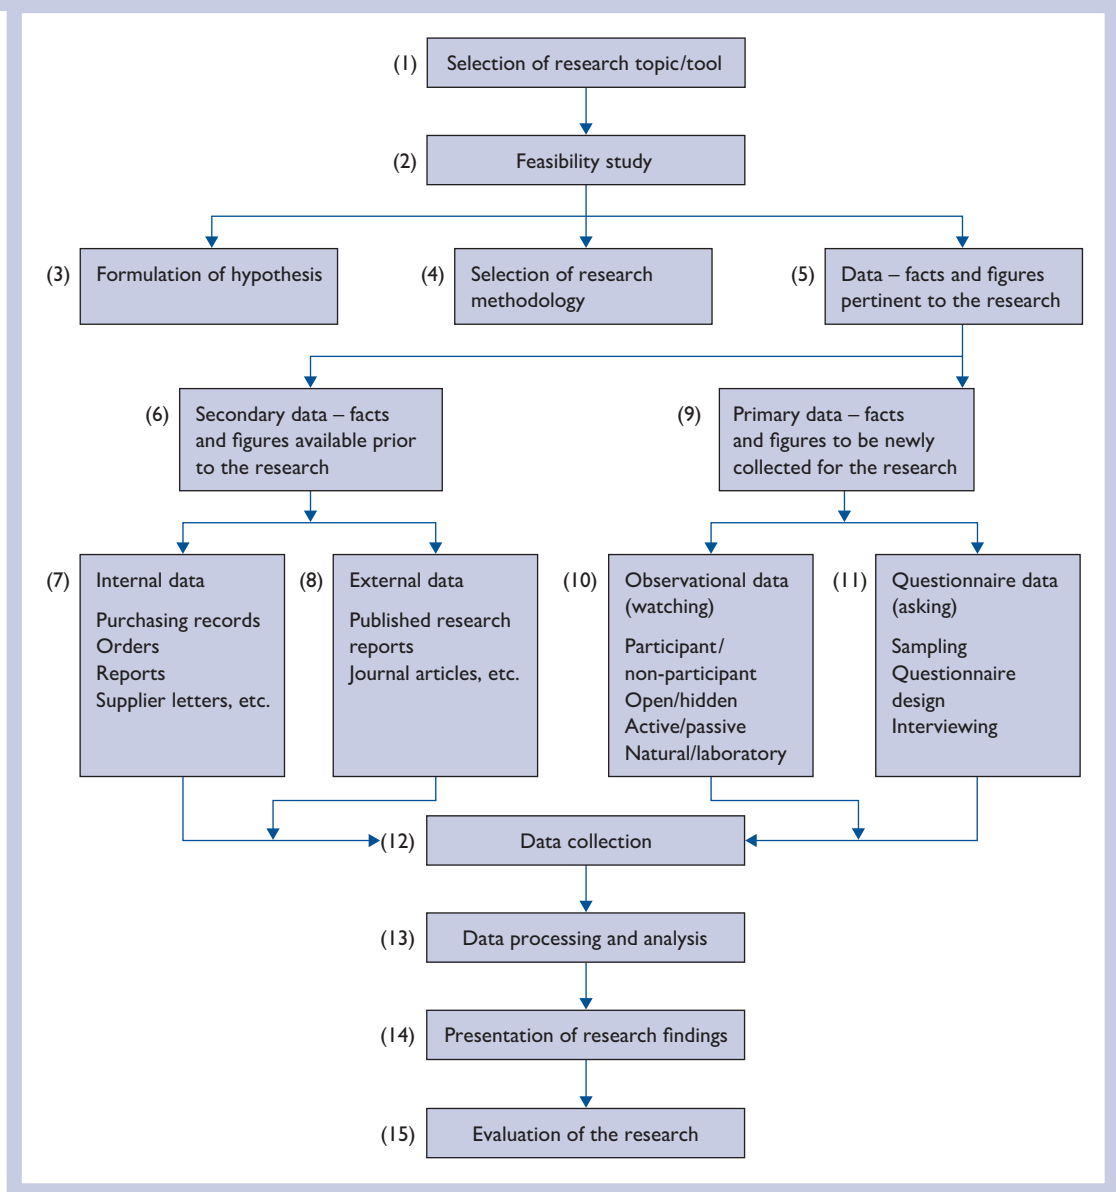 (1) Selection of research topic/tool
(2) Feasibility study
(3) Formulation of hypothesis
(4) Selection of research
methodology
(5) Data – facts and figures
pertinent to the research
(6) Secondary data – facts
and figures available prior
to the research
(9) Primary data – facts
and figures to be newly
collected for the research
(7) Internal data
Purchasing records
Orders
Reports
Supplier letters, etc.
(8) External data
Published research
reports
Journal articles, etc.
(10) Observational data
(watching)
Participant/
non-participant
Open/hidden
Active/passive
Natural/laboratory
(11) Questionnaire data
(asking)
Sampling
Questionnaire
design
Interviewing
(12) Data collection
(13) Data processing and analysis
(14) Presentation of research findings
(15) Evaluation of the research